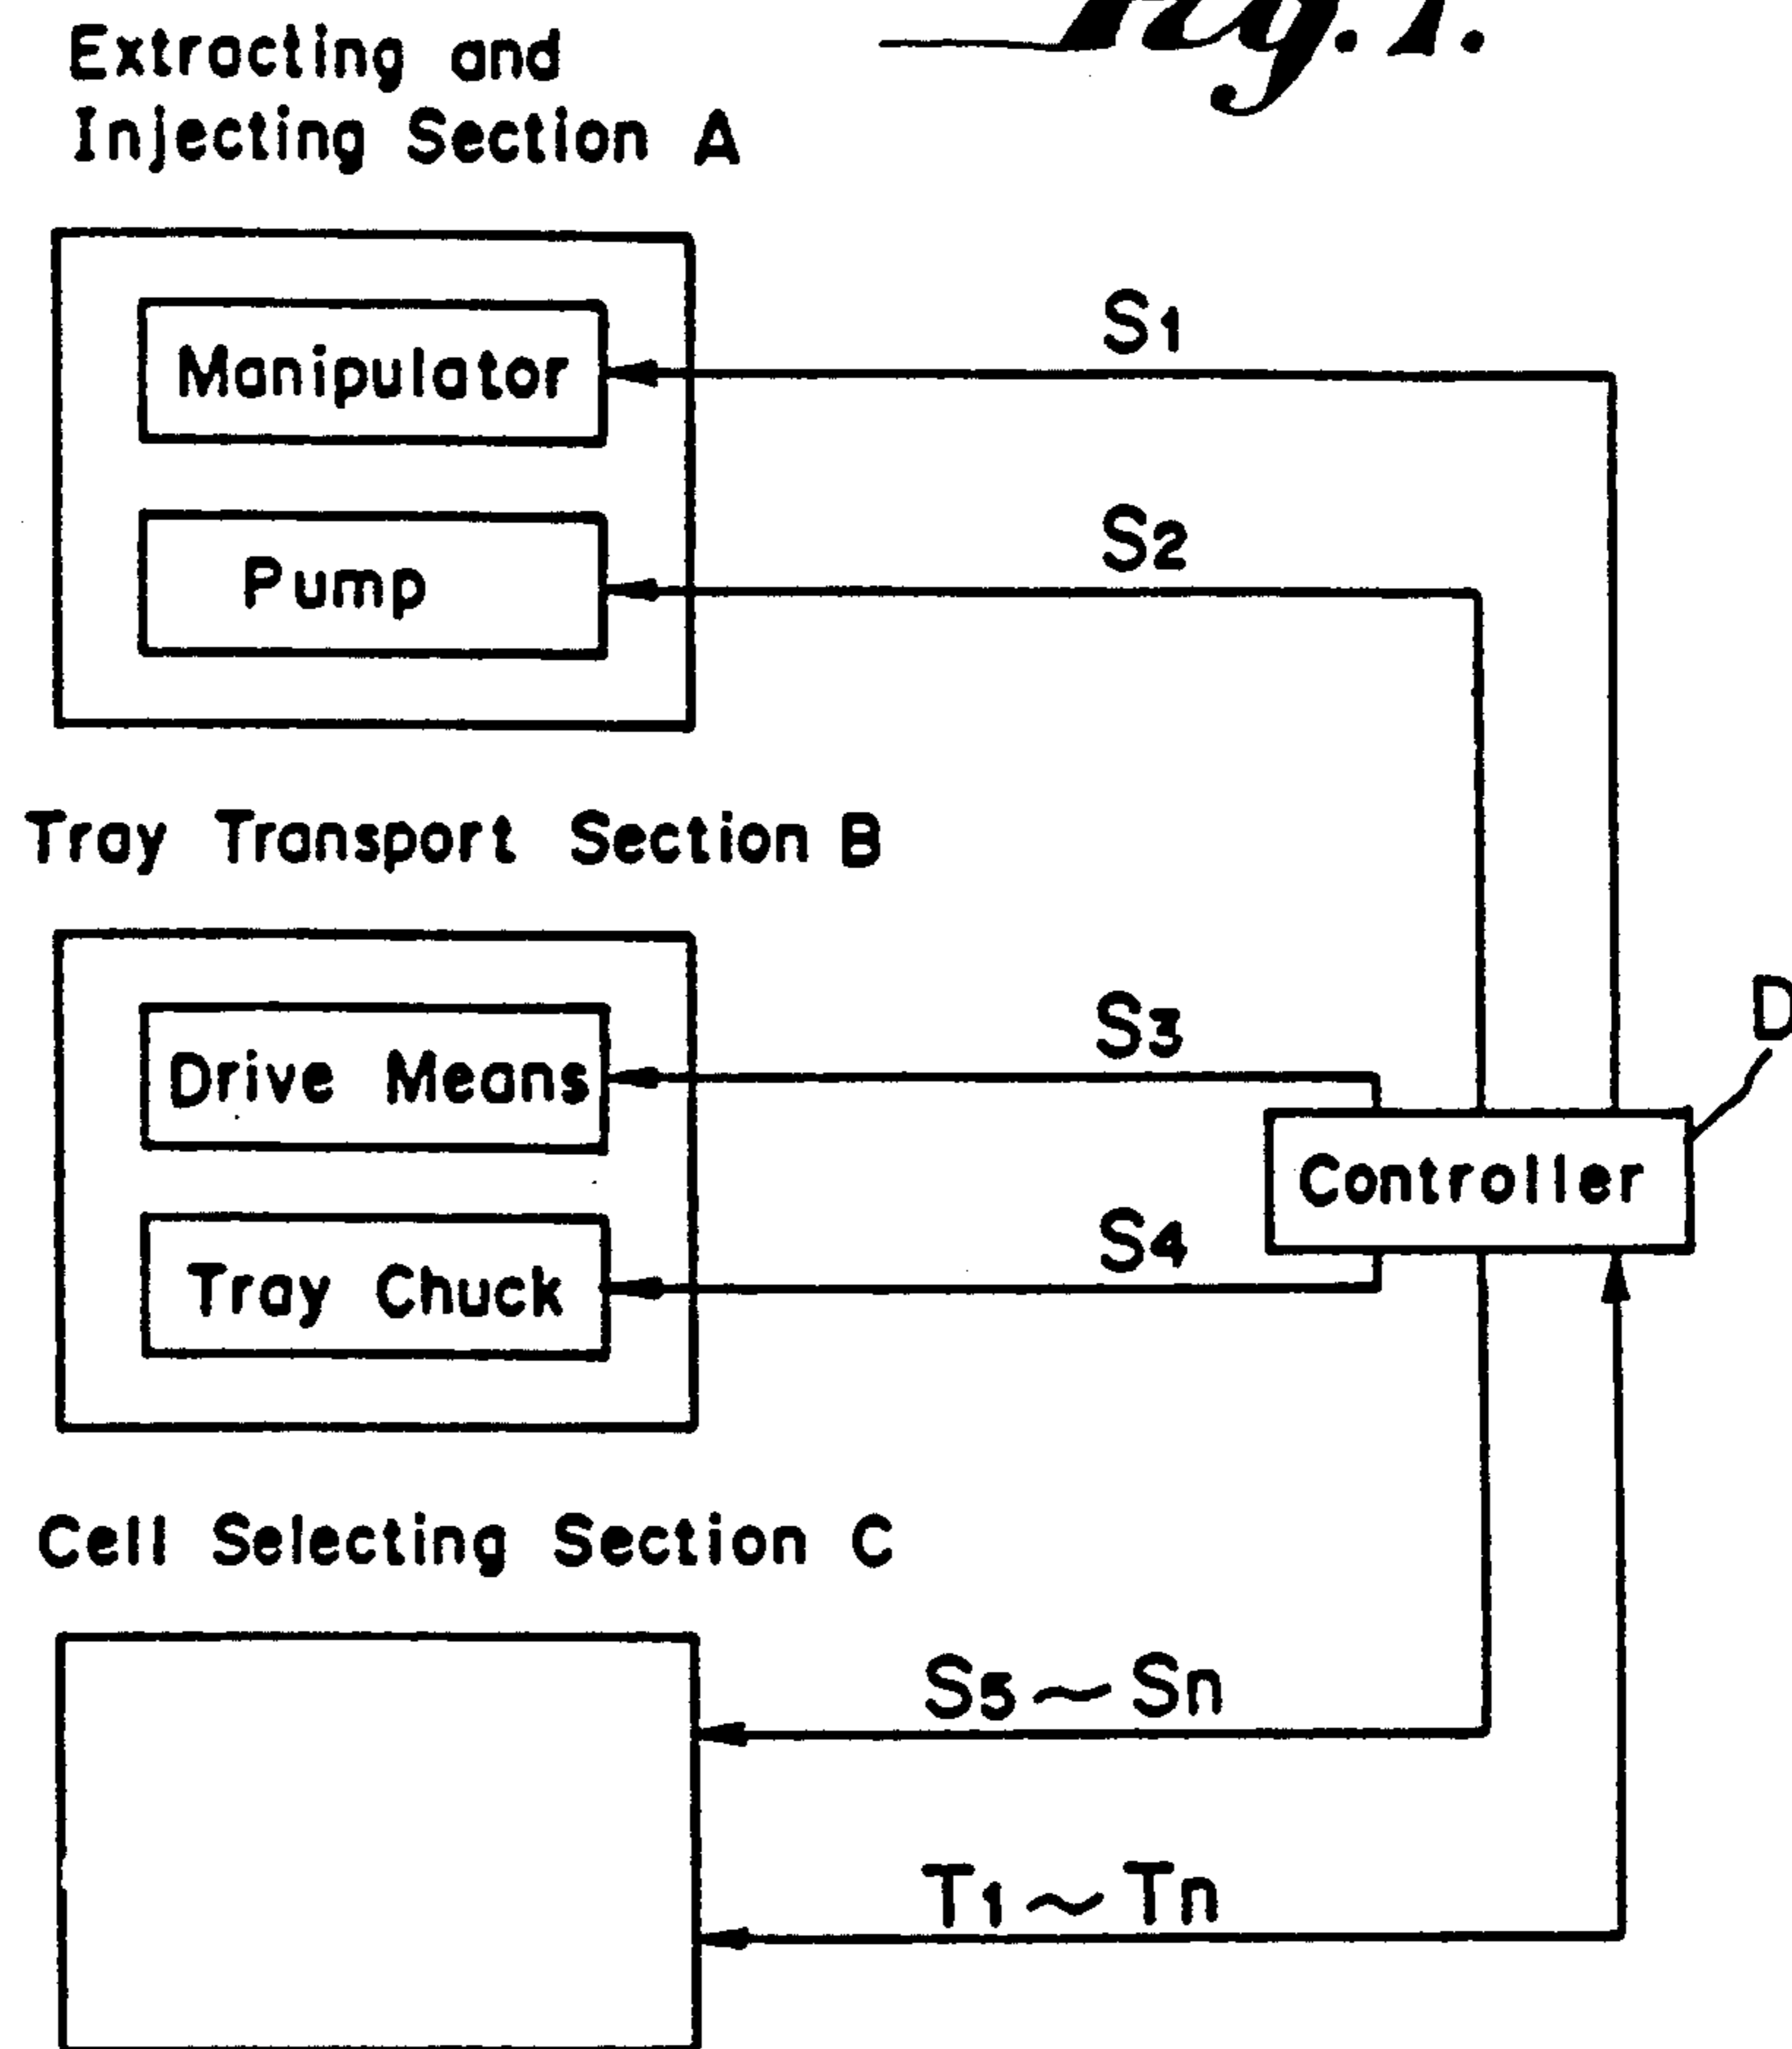 Fig. 1.
Extracting and
Injecting Section A
Manipulator
S1
Pump
S2
Tray Transport Section B
Drive Means
S3
D
Controller
Tray Chuck
S4
Cell Selecting Section C
S5~Sn
T1~Tn